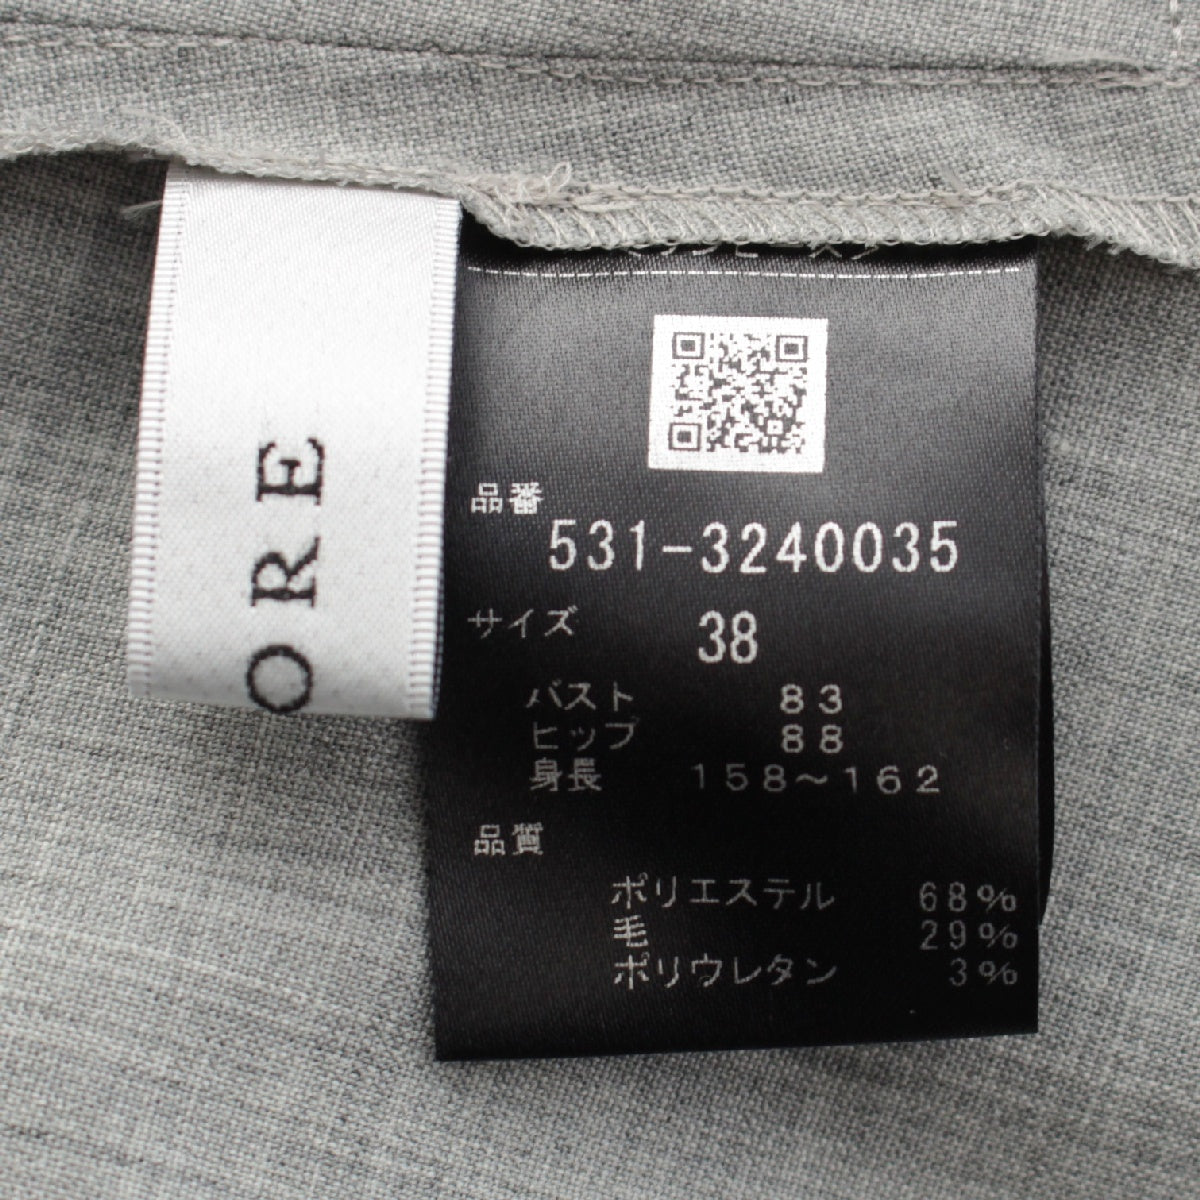 ORE
品番
531-3240035
サイズ 38
バスト 83
ヒップ 88
身長 158～162
品質
ポリエステル 68%
毛 29%
ポリウレタン 3%